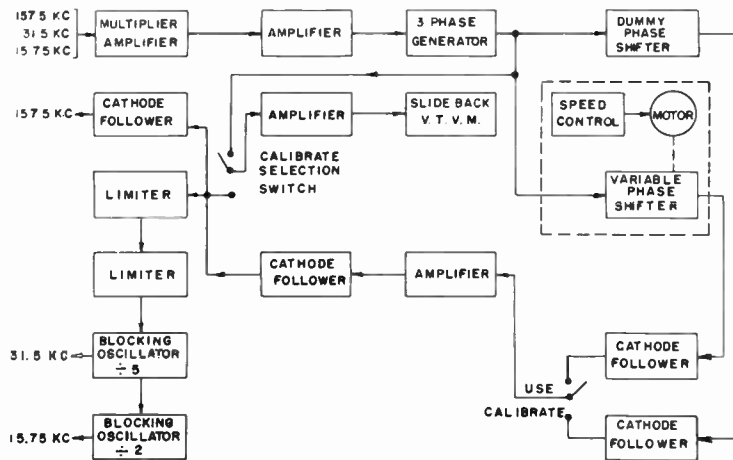 157.5 KC
31.5 KC
15.75 KC
MULTIPLIER
AMPLIFIER
AMPLIFIER
3 PHASE
GENERATOR
DUMMY
PHASE
SHIFTER
157.5 KC
CATHODE
FOLLOWER
AMPLIFIER
SLIDE BACK
V. T. V. M.
SPEED
CONTROL
MOTOR
CALIBRATE
SELECTION
SWITCH
LIMITER
VARIABLE
PHASE
SHIFTER
LIMITER
CATHODE
FOLLOWER
AMPLIFIER
31.5 KC
BLOCKING
OSCILLATOR
÷ 5
CATHODE
FOLLOWER
USE
CALIBRATE
15.75 KC
BLOCKING
OSCILLATOR
÷ 2
CATHODE
FOLLOWER